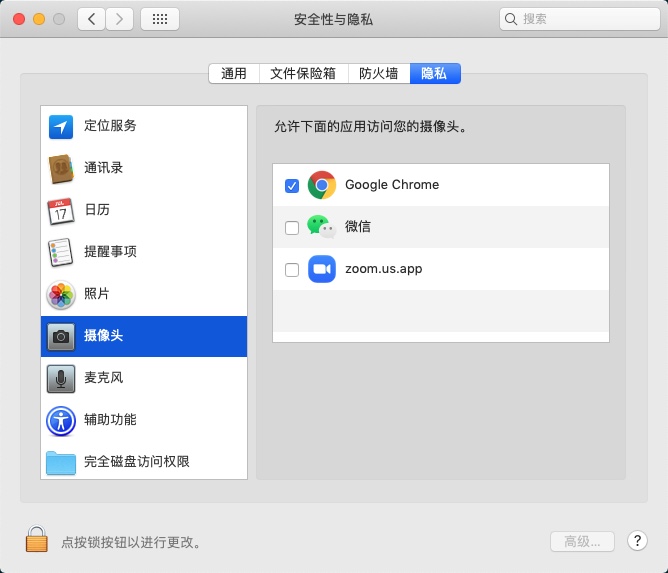 安全性与隐私
搜索
通用
文件保险箱
防火墙
隐私
定位服务
通讯录
JUL
17
日历
提醒事项
照片
摄像头
麦克风
辅助功能
完全磁盘访问权限
允许下面的应用访问您的摄像头。
Google Chrome
微信
zoom.us.app
点按锁按钮以进行更改。
高级...
?